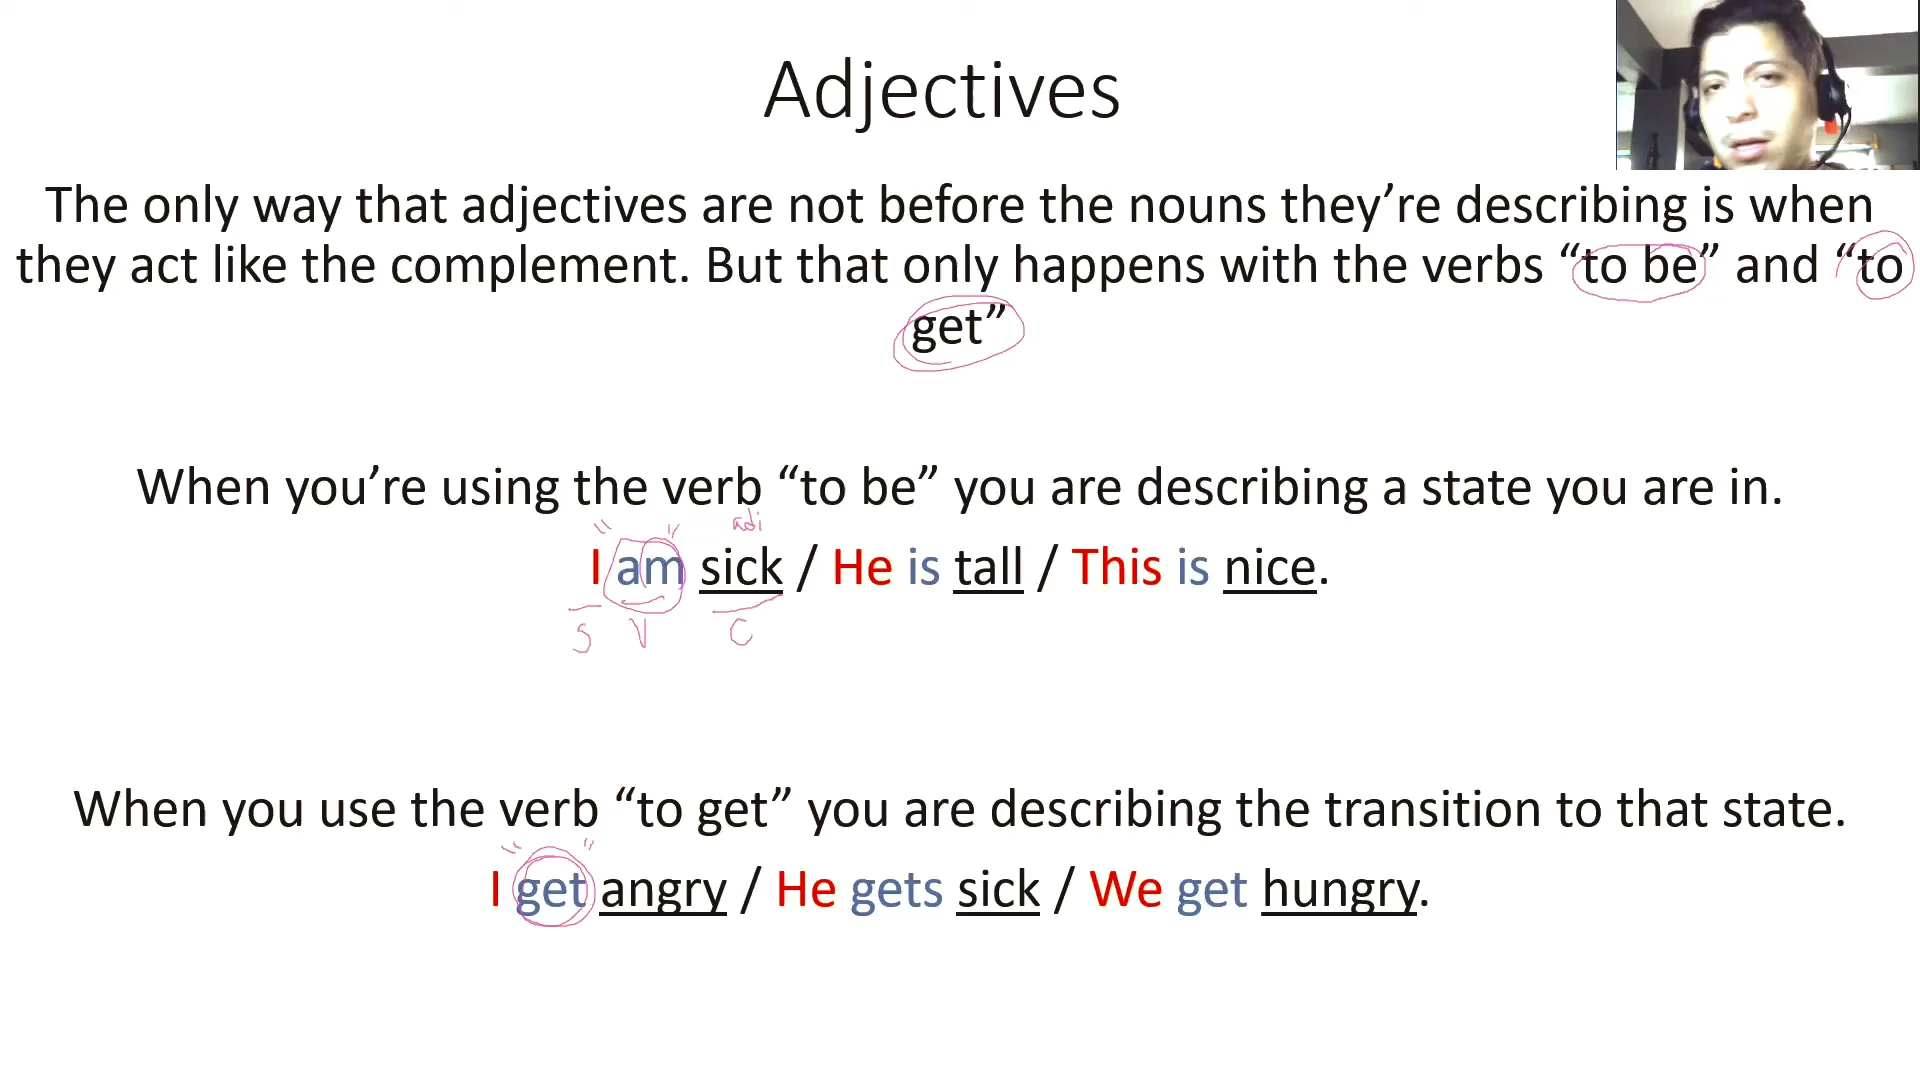 Adjectives
The only way that adjectives are not before the nouns they’re describing is when
they act like the complement. But that only happens with the verbs “to be” and “to
get”
When you’re using the verb “to be” you are describing a state you are in.
adj
I am sick / He is tall / This is nice.
S V C
When you use the verb “to get” you are describing the transition to that state.
I get angry / He gets sick / We get hungry.